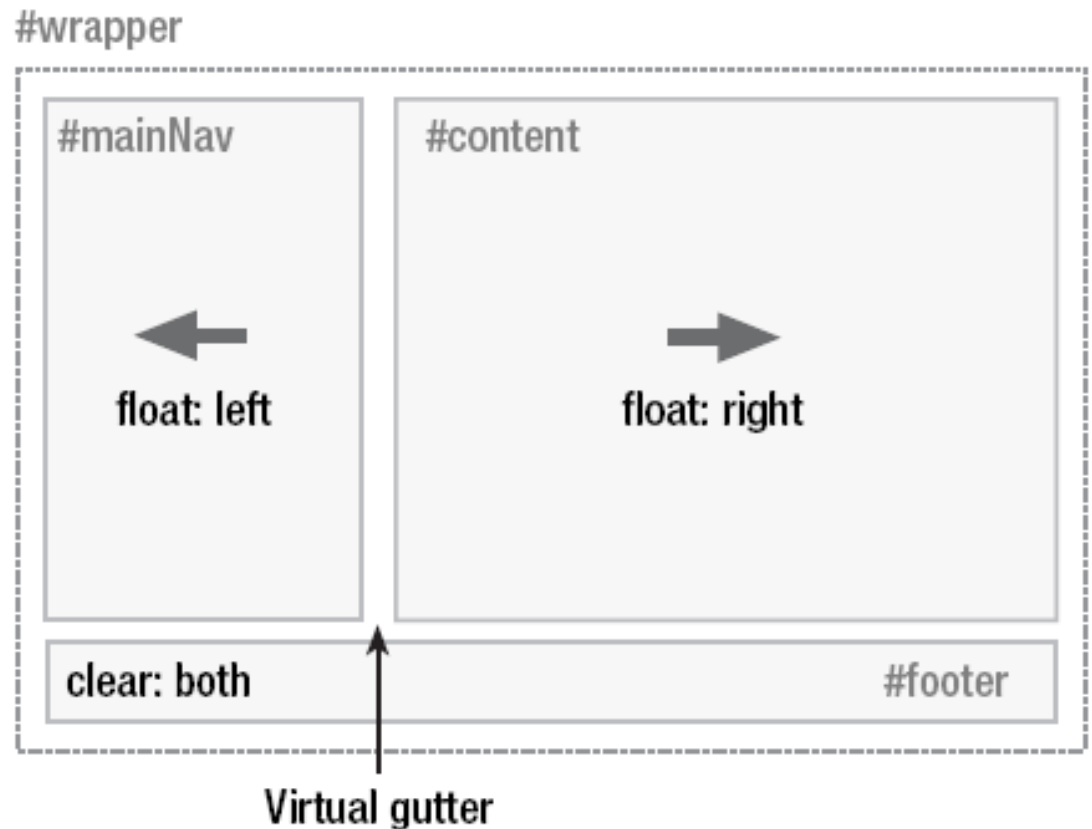 #wrapper
#mainNav
#content
float: left
float: right
clear: both
#footer
Virtual gutter